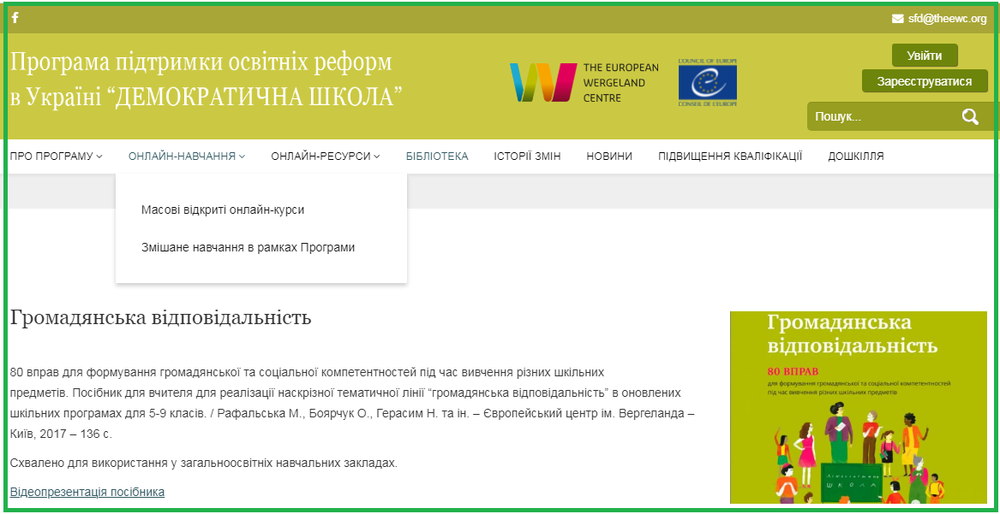 sfd@theewc.org
Програма підтримки освітніх реформ
в Україні “ДЕМОКРАТИЧНА ШКОЛА”
THE EUROPEAN
WERGELAND
CENTRE
COUNCIL OF EUROPE
CONSEIL DE L'EUROPE
Увійти
Зареєструватися
Пошук...
ПРО ПРОГРАМУ ОНЛАЙН-НАВЧАННЯ ОНЛАЙН-РЕСУРСИ БІБЛІОТЕКА ІСТОРІЇ ЗМІН НОВИНИ ПІДВИЩЕННЯ КВАЛІФІКАЦІЇ ДОШКІЛЛЯ
Масові відкриті онлайн-курси
Змішане навчання в рамках Програми
Громадянська відповідальність
80 вправ для формування громадянської та соціальної компетентностей під час вивчення різних шкільних
предметів. Посібник для вчителя для реалізації наскрізної тематичної лінії “громадянська відповідальність” в оновлених
шкільних програмах для 5-9 класів. / Рафальська М., Боярчук О., Герасим Н. та ін. – Європейський центр ім. Вергеланда –
Київ, 2017 – 136 с.
Схвалено для використання у загальноосвітніх навчальних закладах.
Відеопрезентація посібника
Громадянська
відповідальність
80 ВПРАВ
для формування громадянської та соціальної компетентностей
під час вивчення різних шкільних предметів
Демократична
ШКОЛА